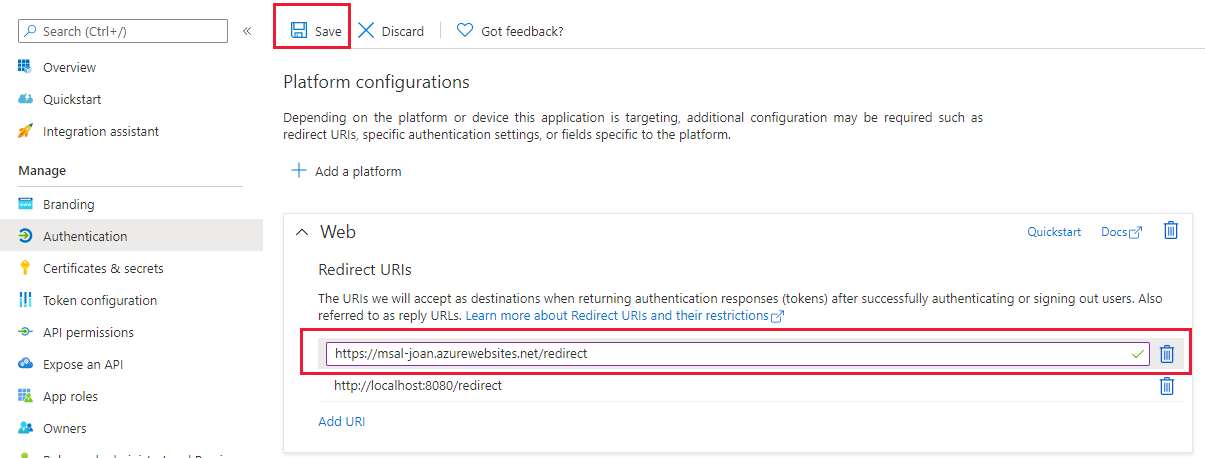 Search (Ctrl+/)
«
Overview
Quickstart
Integration assistant
Manage
Branding
Authentication
Certificates & secrets
Token configuration
API permissions
Expose an API
App roles
Owners
Save
Discard
Got feedback?
Platform configurations
Depending on the platform or device this application is targeting, additional configuration may be required such as
redirect URIs, specific authentication settings, or fields specific to the platform.
Add a platform
Web
Quickstart
Docs
Redirect URIs
The URIs we will accept as destinations when returning authentication responses (tokens) after successfully authenticating or signing out users. Also
referred to as reply URLs. Learn more about Redirect URIs and their restrictions
https://msal-joan.azurewebsites.net/redirect
http://localhost:8080/redirect
Add URI